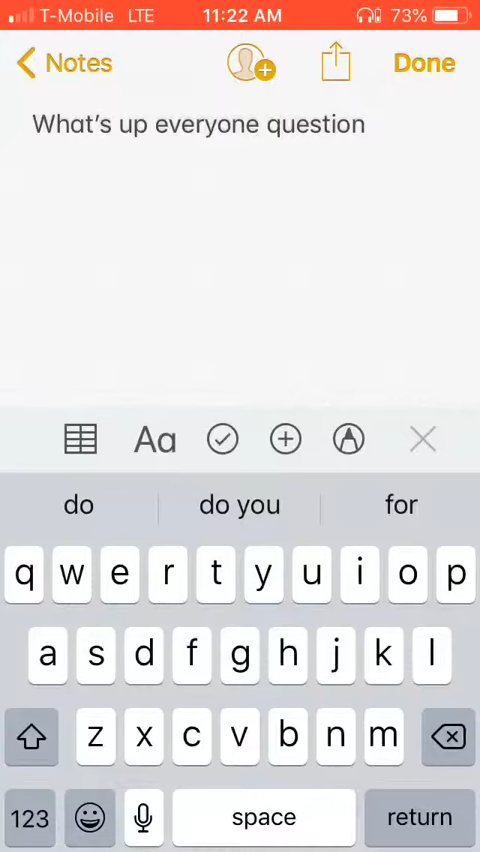 T-Mobile LTE 11:22 AM 73%
Notes Done
What's up everyone question
Aa
do do you for
q w e r t y u i o p
a s d f g h j k l
z x c v b n m
123 space return